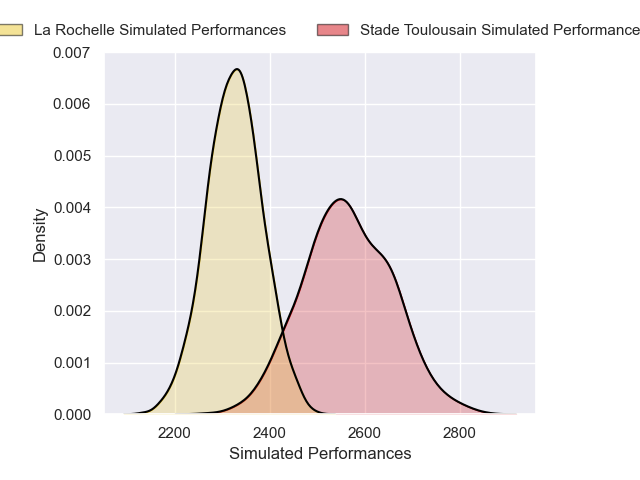 La Rochelle Simulated Performances
Stade Toulousain Simulated Performance
0.007
0.006
0.005
0.004
0.003
0.002
0.001
0.000
Density
2200 2400 2600 2800
Simulated Performances